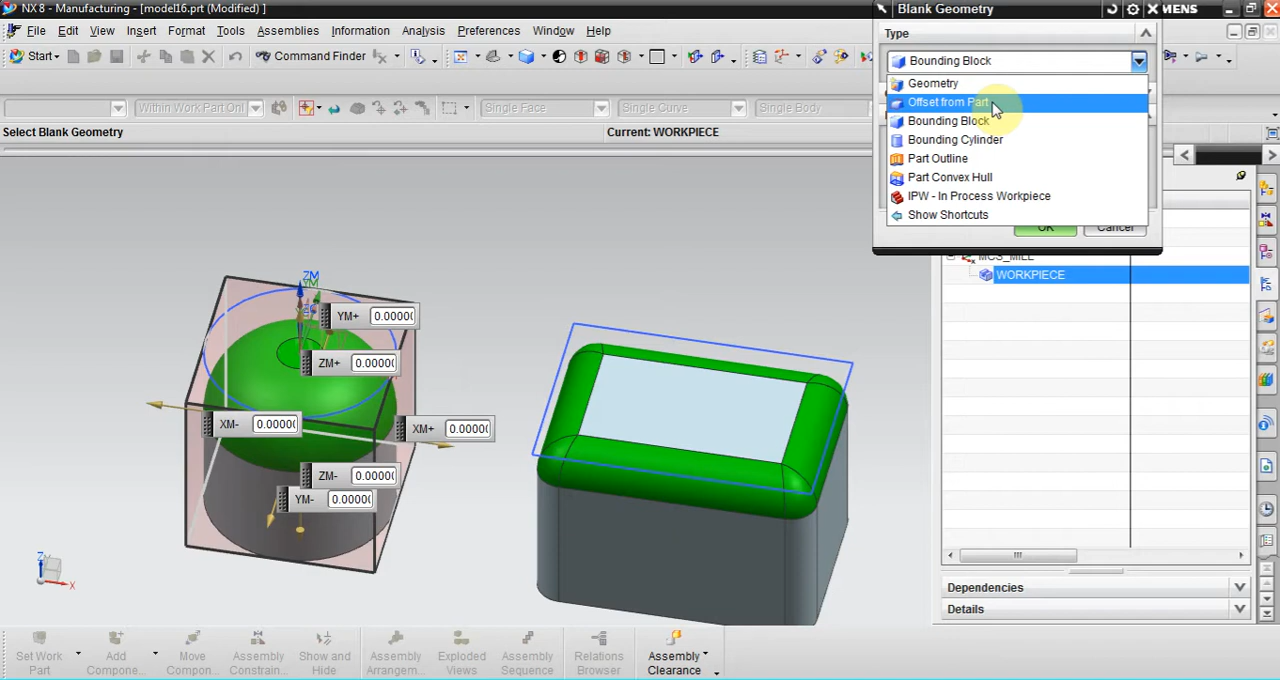 NX 8 - Manufacturing - [model16.prt (Modified) ]
Blank Geometry
MENS
File Edit View Insert Format Tools Assemblies Information Analysis Preferences Window Help
Type
Start
Command Finder
Bounding Block
Geometry
Offset from Part
Bounding Block
Bounding Cylinder
Part Outline
Part Convex Hull
IPW - In Process Workpiece
Show Shortcuts
Within Work Part Only
Single Face
Single Curve
Single Body
Select Blank Geometry
Current: WORKPIECE
OK Cancel
MCS_MILL
WORKPIECE
ZM
YM
YM+ 0.0000(
ZM+ 0.0000(
XM- 0.0000(
XM+ 0.0000(
ZM- 0.0000(
YM- 0.0000(
Z
X
Dependencies
Details
Set Work Part
Add Compone...
Move Compon...
Assembly Constrain...
Show and Hide
Assembly Arrangem...
Exploded Views
Assembly Sequence
Relations Browser
Assembly Clearance